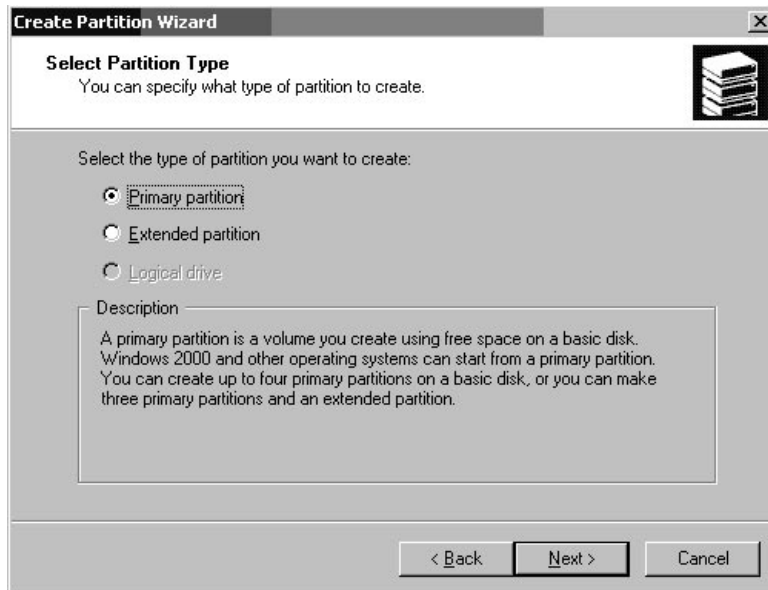 Create Partition Wizard
Select Partition Type
You can specify what type of partition to create.
Select the type of partition you want to create:
Primary partition
Extended partition
Logical drive
Description
A primary partition is a volume you create using free space on a basic disk.
Windows 2000 and other operating systems can start from a primary partition.
You can create up to four primary partitions on a basic disk, or you can make
three primary partitions and an extended partition.
< Back
Next >
Cancel